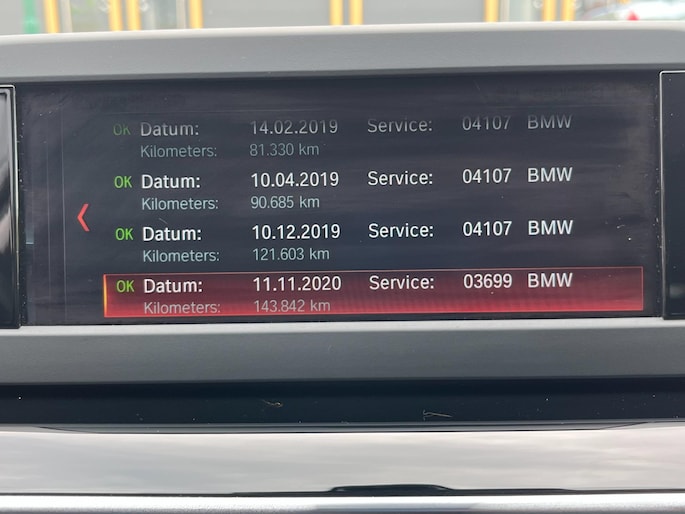 OK Datum: 14.02.2019 Service: 04107 BMW
Kilometers: 81.330 km
OK Datum: 10.04.2019 Service: 04107 BMW
Kilometers: 90.685 km
OK Datum: 10.12.2019 Service: 04107 BMW
Kilometers: 121.603 km
OK Datum: 11.11.2020 Service: 03699 BMW
Kilometers: 143.842 km